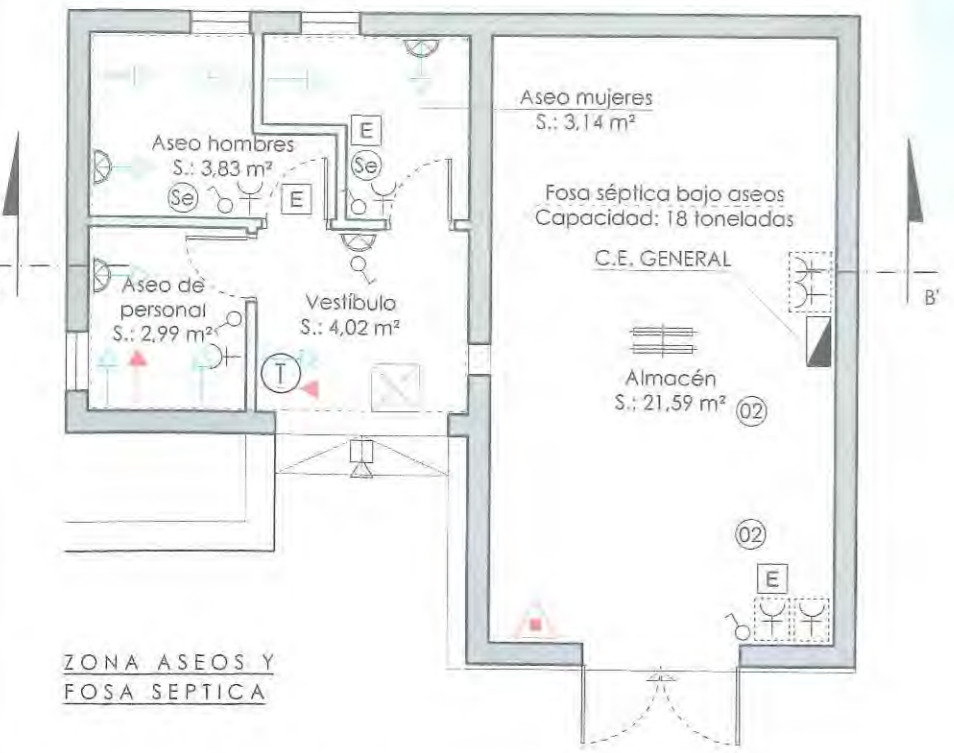 Aseo mujeres
S.: 3,14 m²
E
Aseo hombres
S.: 3,83 m²
Se
Se
E
Fosa séptica bajo aseos
Capacidad: 18 toneladas
C.E. GENERAL
B'
Aseo de
personal
S.: 2,99 m²
Vestíbulo
S.: 4,02 m²
T
Almacén
S.: 21,59 m²
02
02
E
ZONA ASEOS Y
FOSA SEPTICA